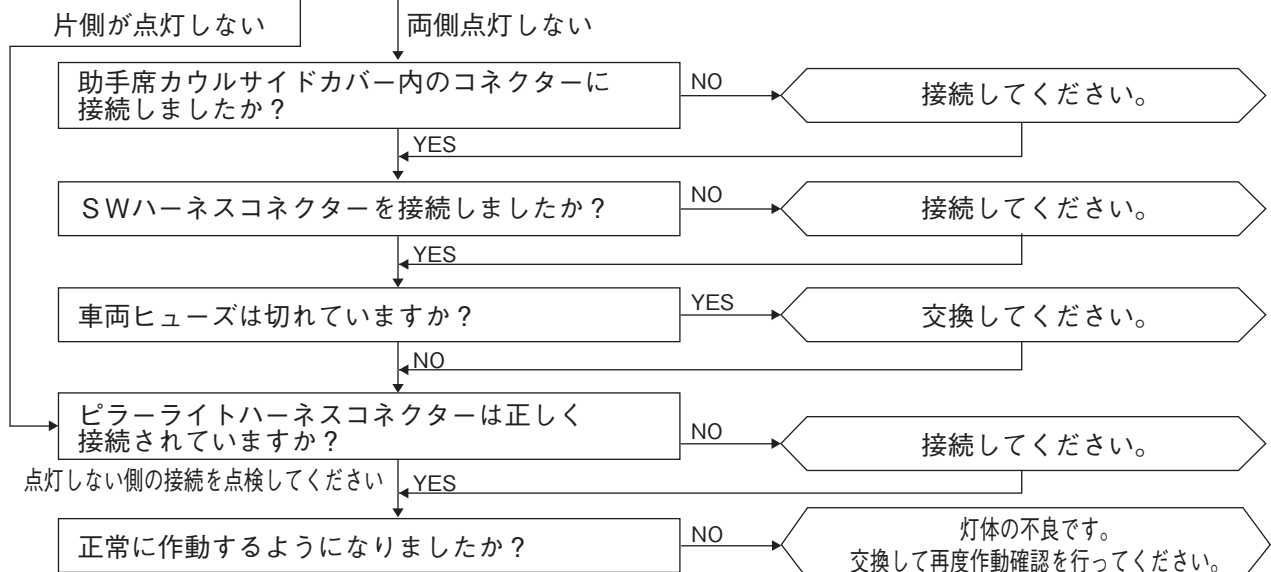 片側が点灯しない
両側点灯しない
助手席カウルサイドカバー内のコネクターに
接続しましたか?
NO
接続してください。
YES
SWハーネスコネクターを接続しましたか?
NO
接続してください。
YES
車両ヒューズは切れていますか?
YES
交換してください。
NO
ピラーライトハーネスコネクターは正しく
接続されていますか?
NO
接続してください。
点灯しない側の接続を点検してください
YES
正常に作動するようになりましたか?
NO
灯体の不良です。
交換して再度作動確認を行ってください。